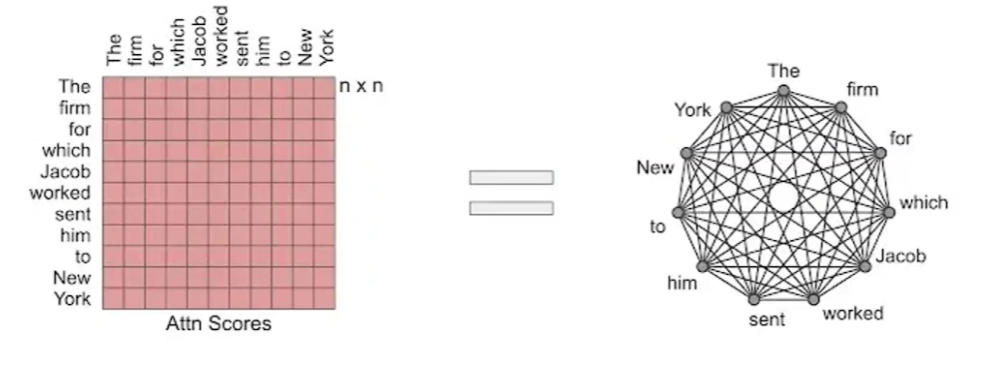 The
firm
for
which
Jacob
worked
sent
him
to
New
York
The
firm
for
which
Jacob
worked
sent
him
to
New
York
n x n
Attn Scores
The
firm
for
which
Jacob
worked
sent
him
to
New
York